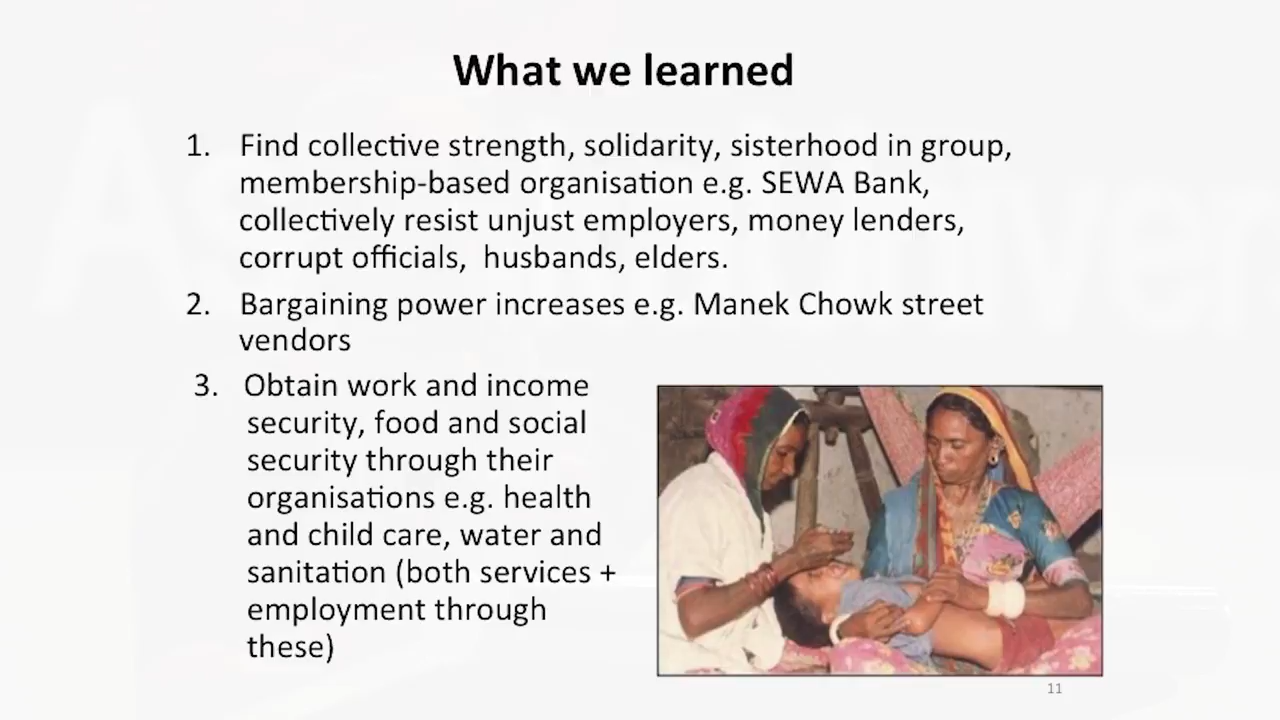 What we learned
1. Find collective strength, solidarity, sisterhood in group,
membership-based organisation e.g. SEWA Bank,
collectively resist unjust employers, money lenders,
corrupt officials,  husbands, elders.
2. Bargaining power increases e.g. Manek Chowk street
vendors
3. Obtain work and income
security, food and social
security through their
organisations e.g. health
and child care, water and
sanitation (both services +
employment through
these)
11